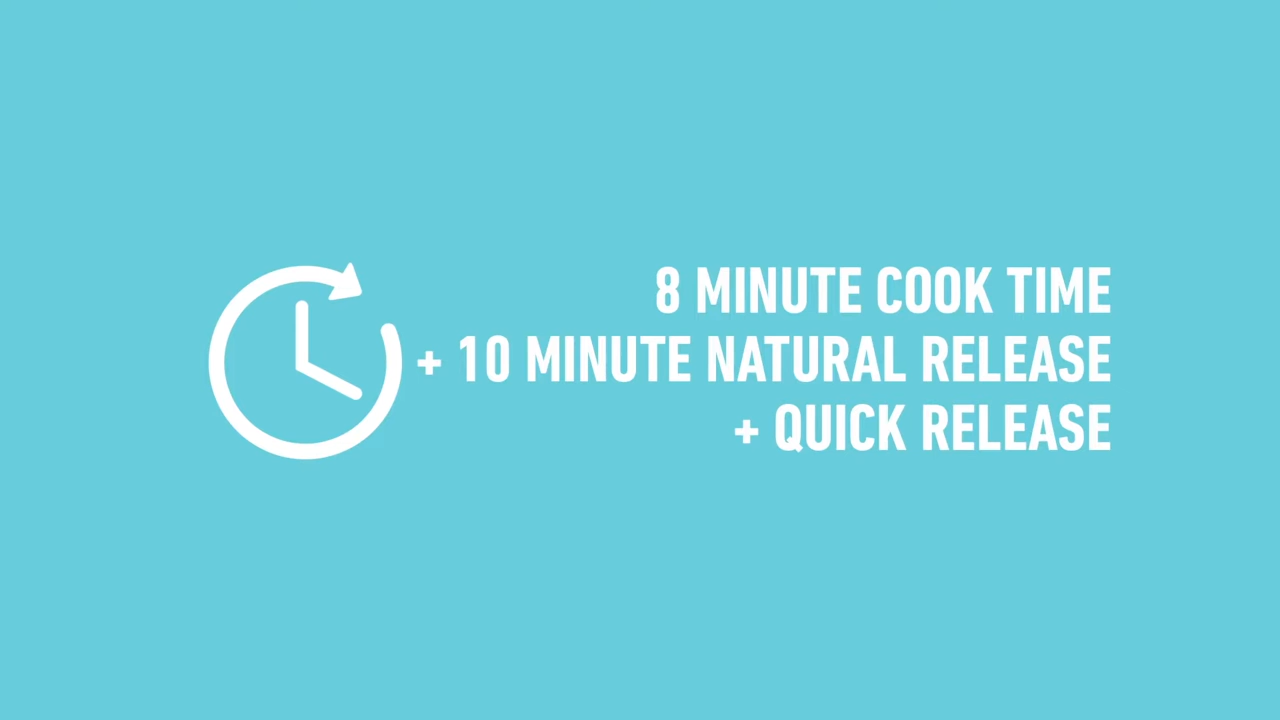 8 MINUTE COOK TIME
+ 10 MINUTE NATURAL RELEASE
+ QUICK RELEASE